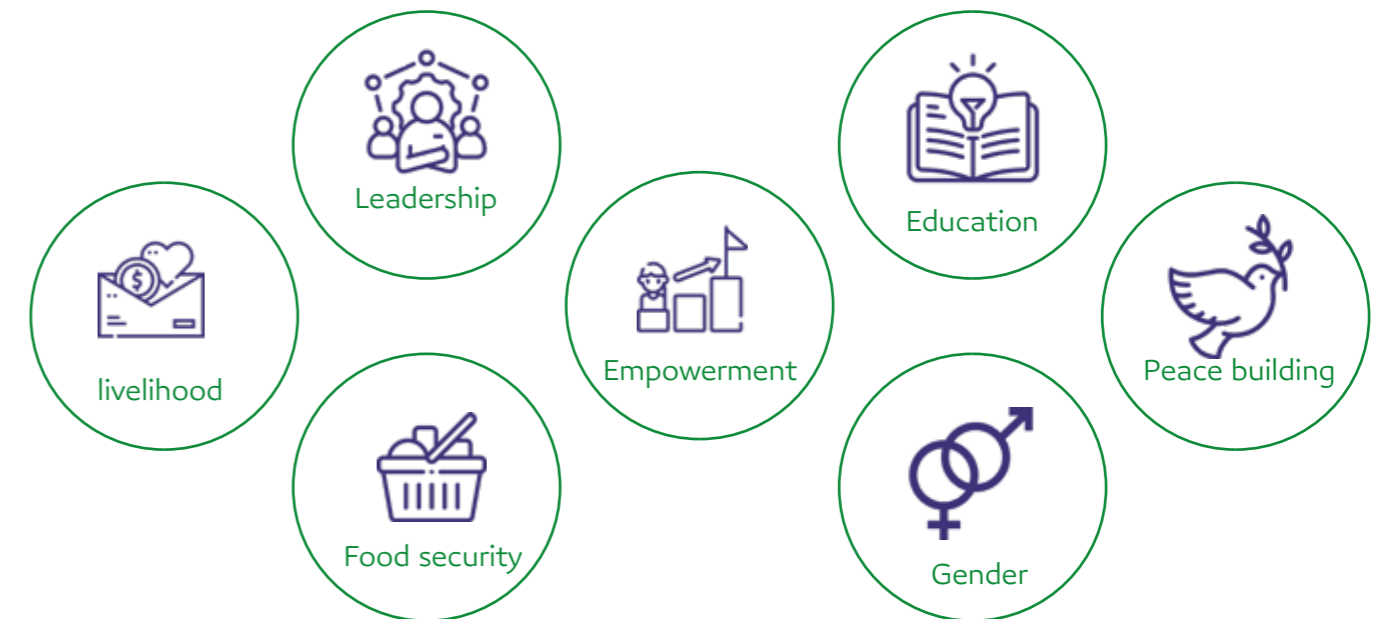 Leadership
Education
livelihood
Empowerment
Peace building
Food security
Gender
$